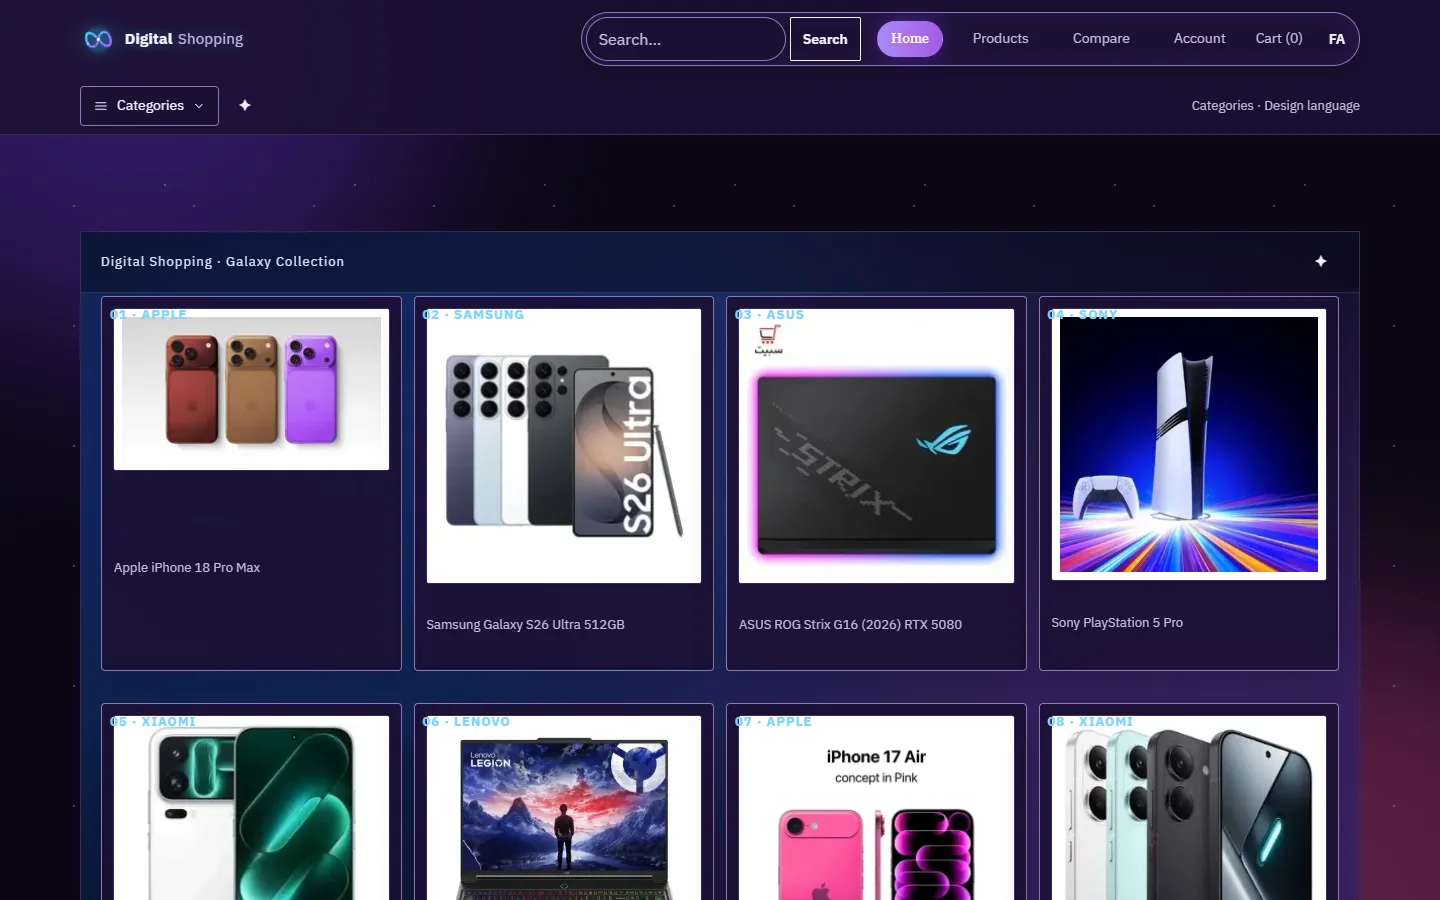 Digital Shopping
Search...
Search
Home
Products
Compare
Account
Cart (0)
FA
Categories
Categories · Design language
Digital Shopping · Galaxy Collection
01 · APPLE
02 · SAMSUNG
03 · ASUS
04 · SONY
سیبت
S26 Ultra
STRIX
Apple iPhone 18 Pro Max
Samsung Galaxy S26 Ultra 512GB
ASUS ROG Strix G16 (2026) RTX 5080
Sony PlayStation 5 Pro
05 · XIAOMI
06 · LENOVO
07 · APPLE
08 · XIAOMI
Lenovo
LEGION
iPhone 17 Air
concept in Pink